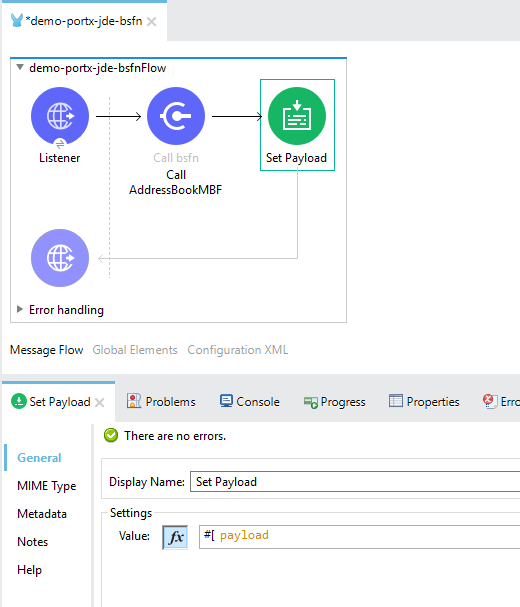 *demo-portx-jde-bsfn
demo-portx-jde-bsfnFlow
Listener
Call bsfn
Call
AddressBookMBF
Set Payload
Error handling
Message Flow Global Elements Configuration XML
Set Payload Problems Console Progress Properties Erro
There are no errors.
General
MIME Type
Metadata
Notes
Help
Display Name: Set Payload
Settings
Value: fx #[ payload